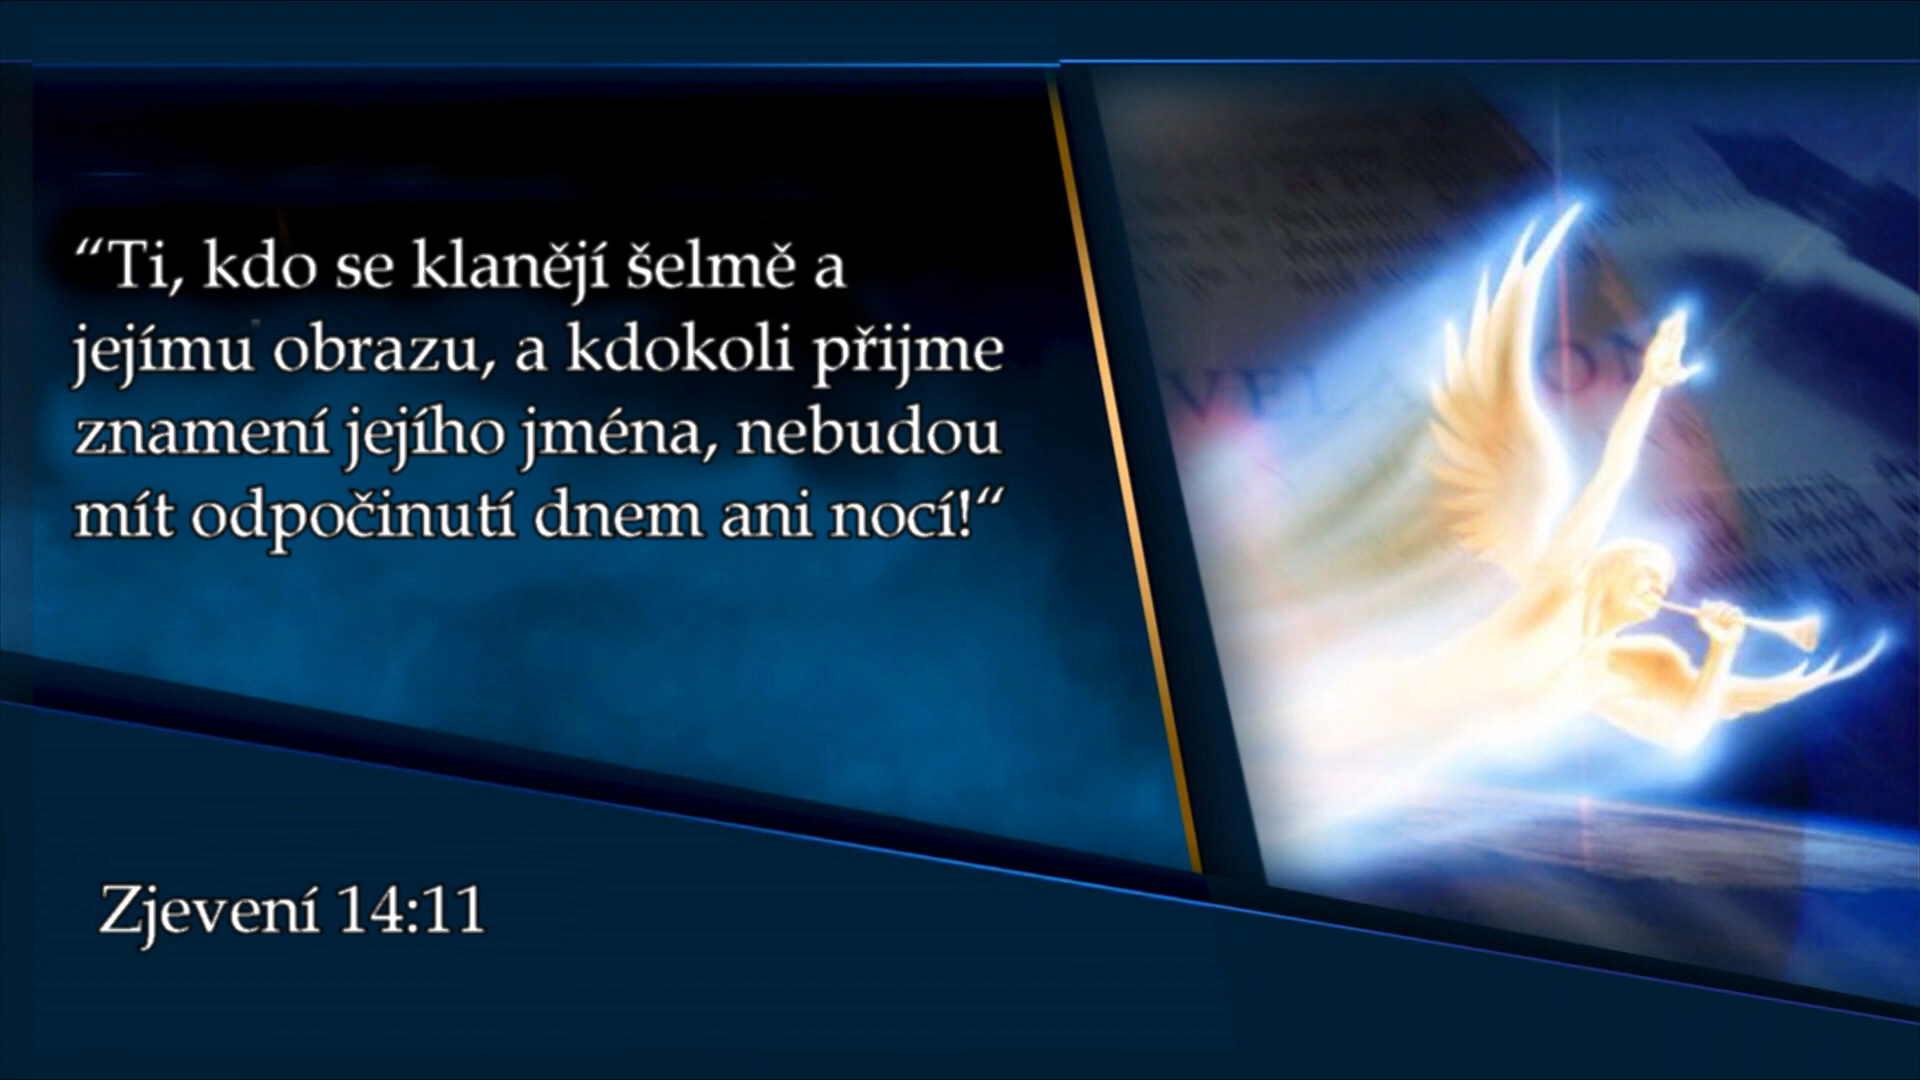 “Ti, kdo se klanějí šelmě a
jejímu obrazu, a kdokoli přijme
znamení jejího jména, nebudou
mít odpočinutí dnem ani nocí!“
Zjevení 14:11